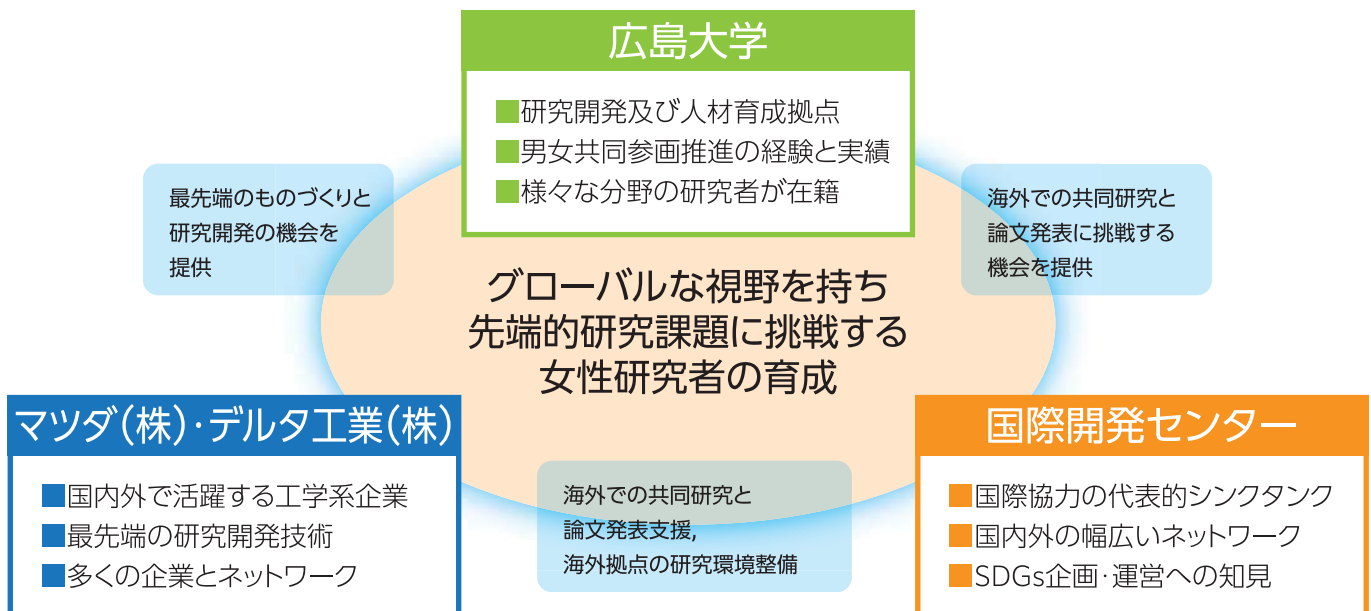 広島大学
■研究開発及び人材育成拠点
■男女共同参画推進の経験と実績
■様々な分野の研究者が在籍
最先端のものづくりと
研究開発の機会を
提供
海外での共同研究と
論文発表に挑戦する
機会を提供
グローバルな視野を持ち
先端的研究課題に挑戦する
女性研究者の育成
マツダ(株)・デルタ工業(株)
■国内外で活躍する工学系企業
■最先端の研究開発技術
■多くの企業とネットワーク
海外での共同研究と
論文発表支援,
海外拠点の研究環境整備
国際開発センター
■国際協力の代表的シンクタンク
■国内外の幅広いネットワーク
■SDGs企画・運営への知見